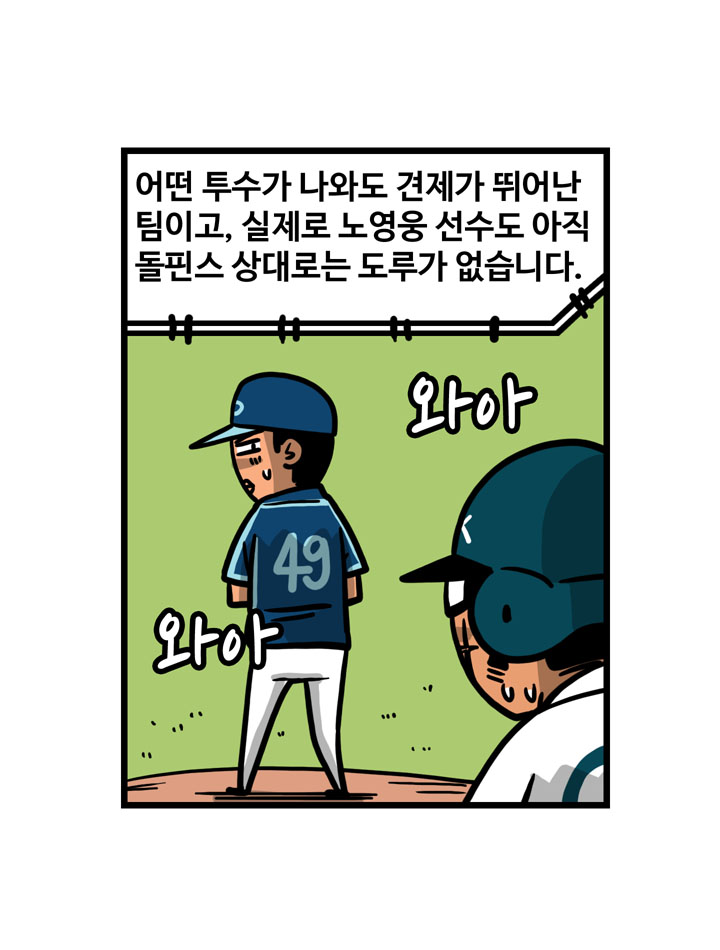 어떤 투수가 나와도 견제가 뛰어난
팀이고, 실제로 노영웅 선수도 아직
돌핀스 상대로는 도루가 없습니다.
와아
49
와아